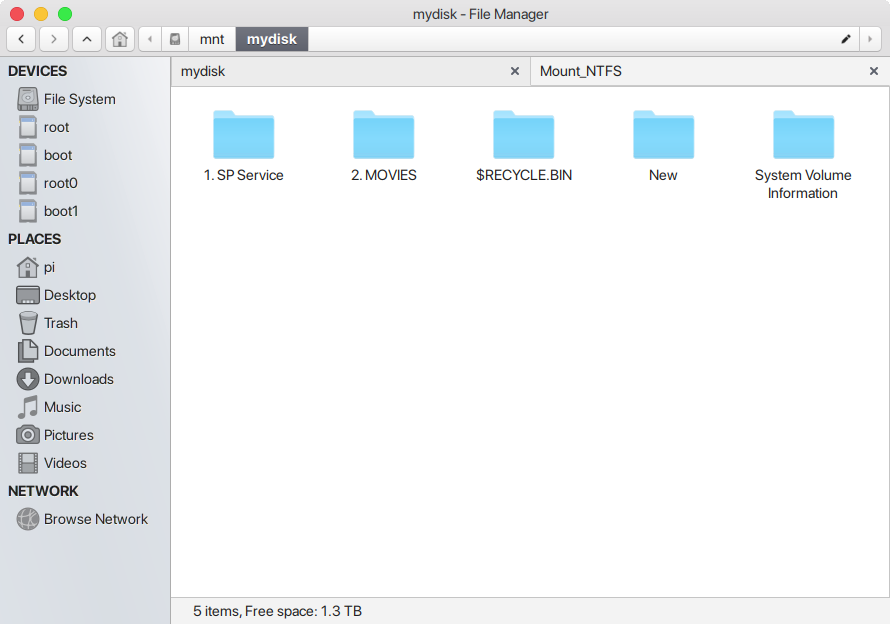 mydisk - File Manager
mnt
mydisk
DEVICES
File System
root
boot
root0
boot1
PLACES
pi
Desktop
Trash
Documents
Downloads
Music
Pictures
Videos
NETWORK
Browse Network
mydisk
Mount_NTFS
1. SP Service
2. MOVIES
$RECYCLE.BIN
New
System Volume
Information
5 items, Free space: 1.3 TB